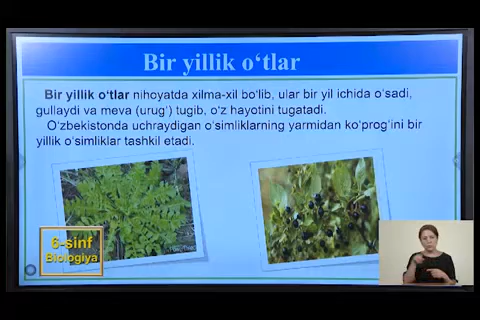 Bir yillik o‘tlar
Bir yillik o‘tlar nihoyatda xilma-xil bo‘lib, ular bir yil ichida o‘sadi,
gullaydi va meva (urug‘) tugib, o‘z hayotini tugatadi.
O‘zbekistonda uchraydigan o‘simliklarning yarmidan ko‘prog‘ini bir
yillik o‘simliklar tashkil etadi.
6-sinf
Biologiya